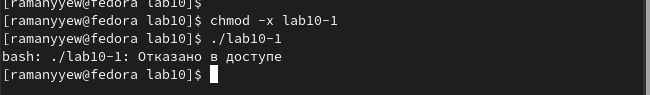 [ramanyyew@fedora lab10]$
[ramanyyew@fedora lab10]$ chmod -x lab10-1
[ramanyyew@fedora lab10]$ ./lab10-1
bash: ./lab10-1: Отказано в доступе
[ramanyyew@fedora lab10]$